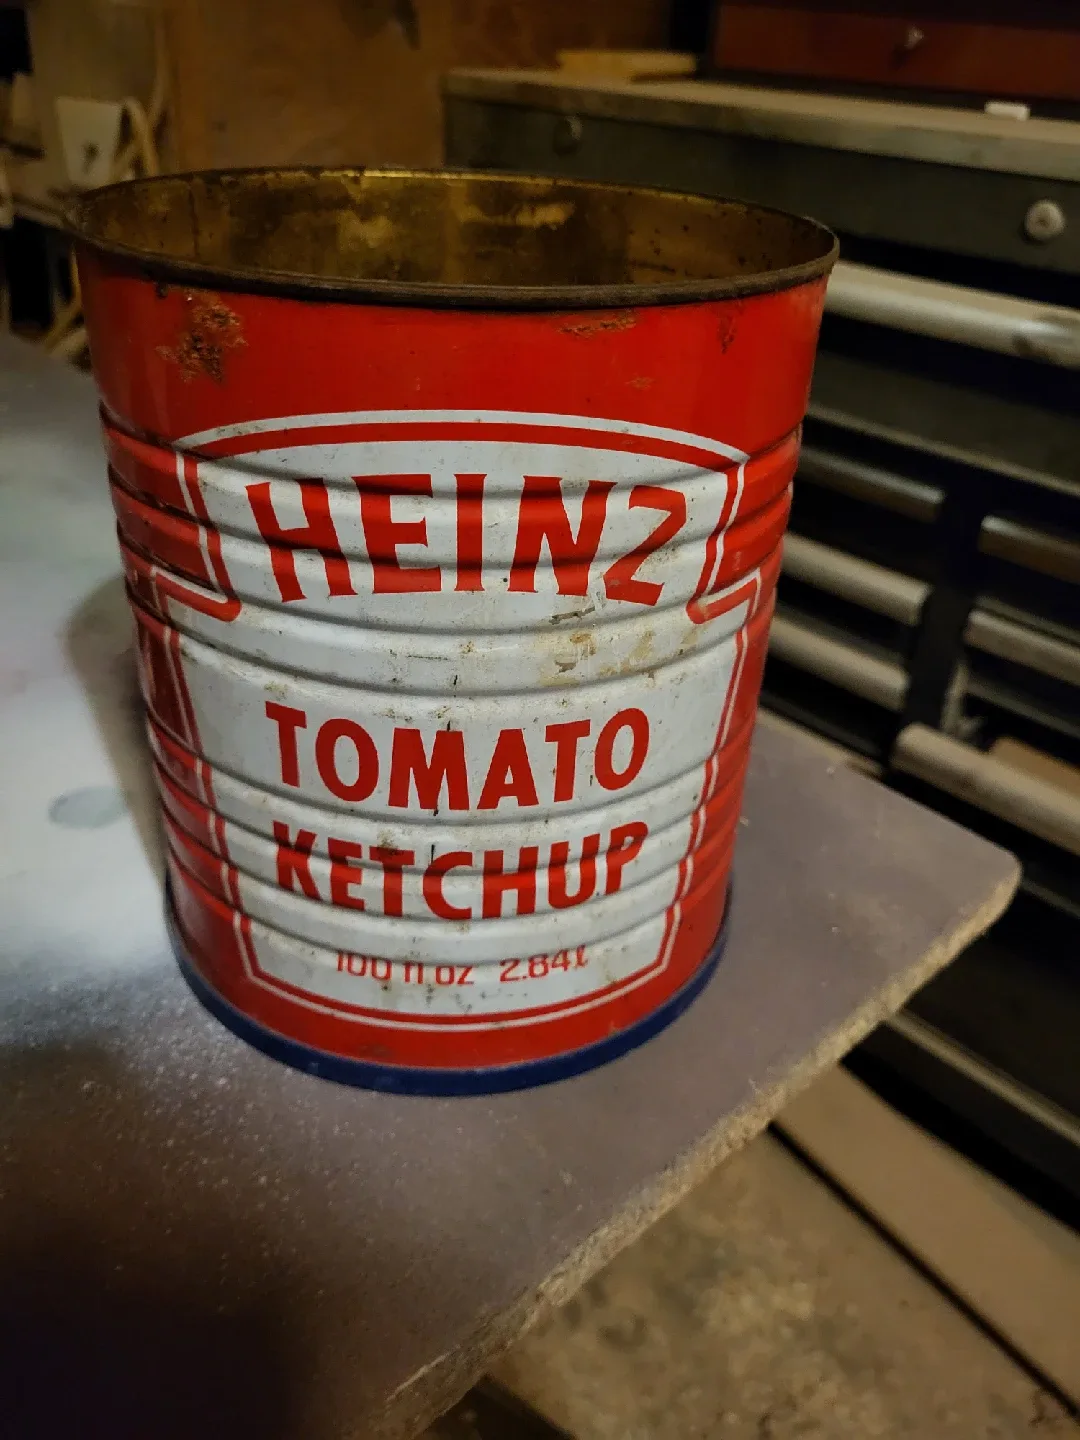 HEINZ
TOMATO
KETCHUP
100 fl oz 2.84ℓ